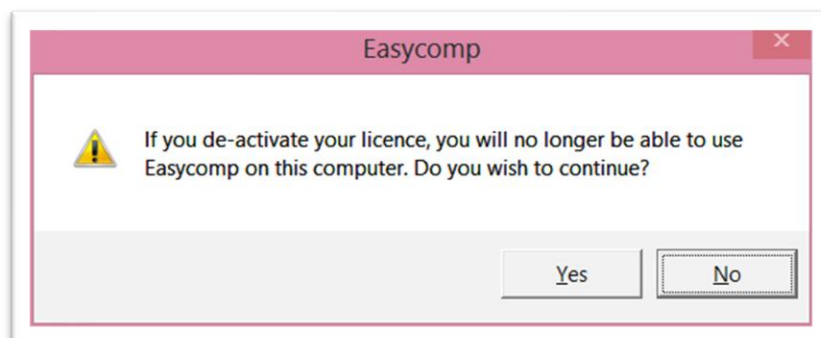 Easycomp
If you de-activate your licence, you will no longer be able to use
Easycomp on this computer. Do you wish to continue?
Yes
No